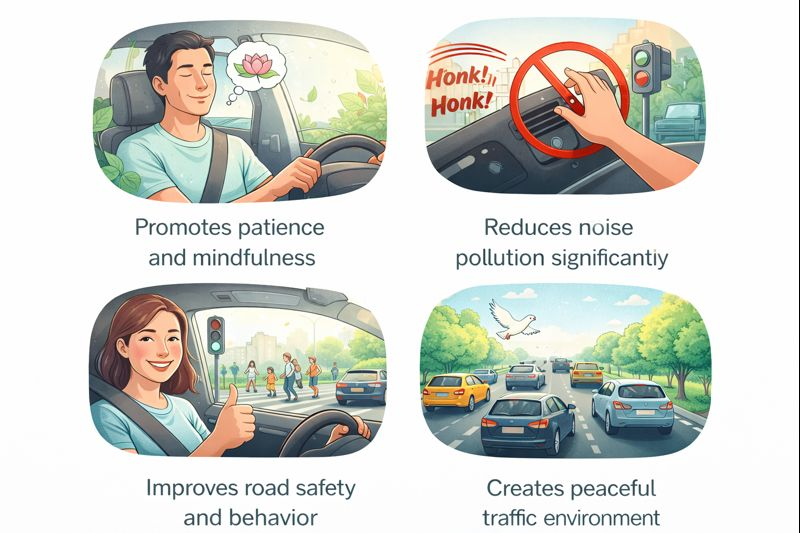 Honk!
Honk!
Promotes patience
and mindfulness
Reduces noise
pollution significantly
Improves road safety
and behavior
Creates peaceful
traffic environment